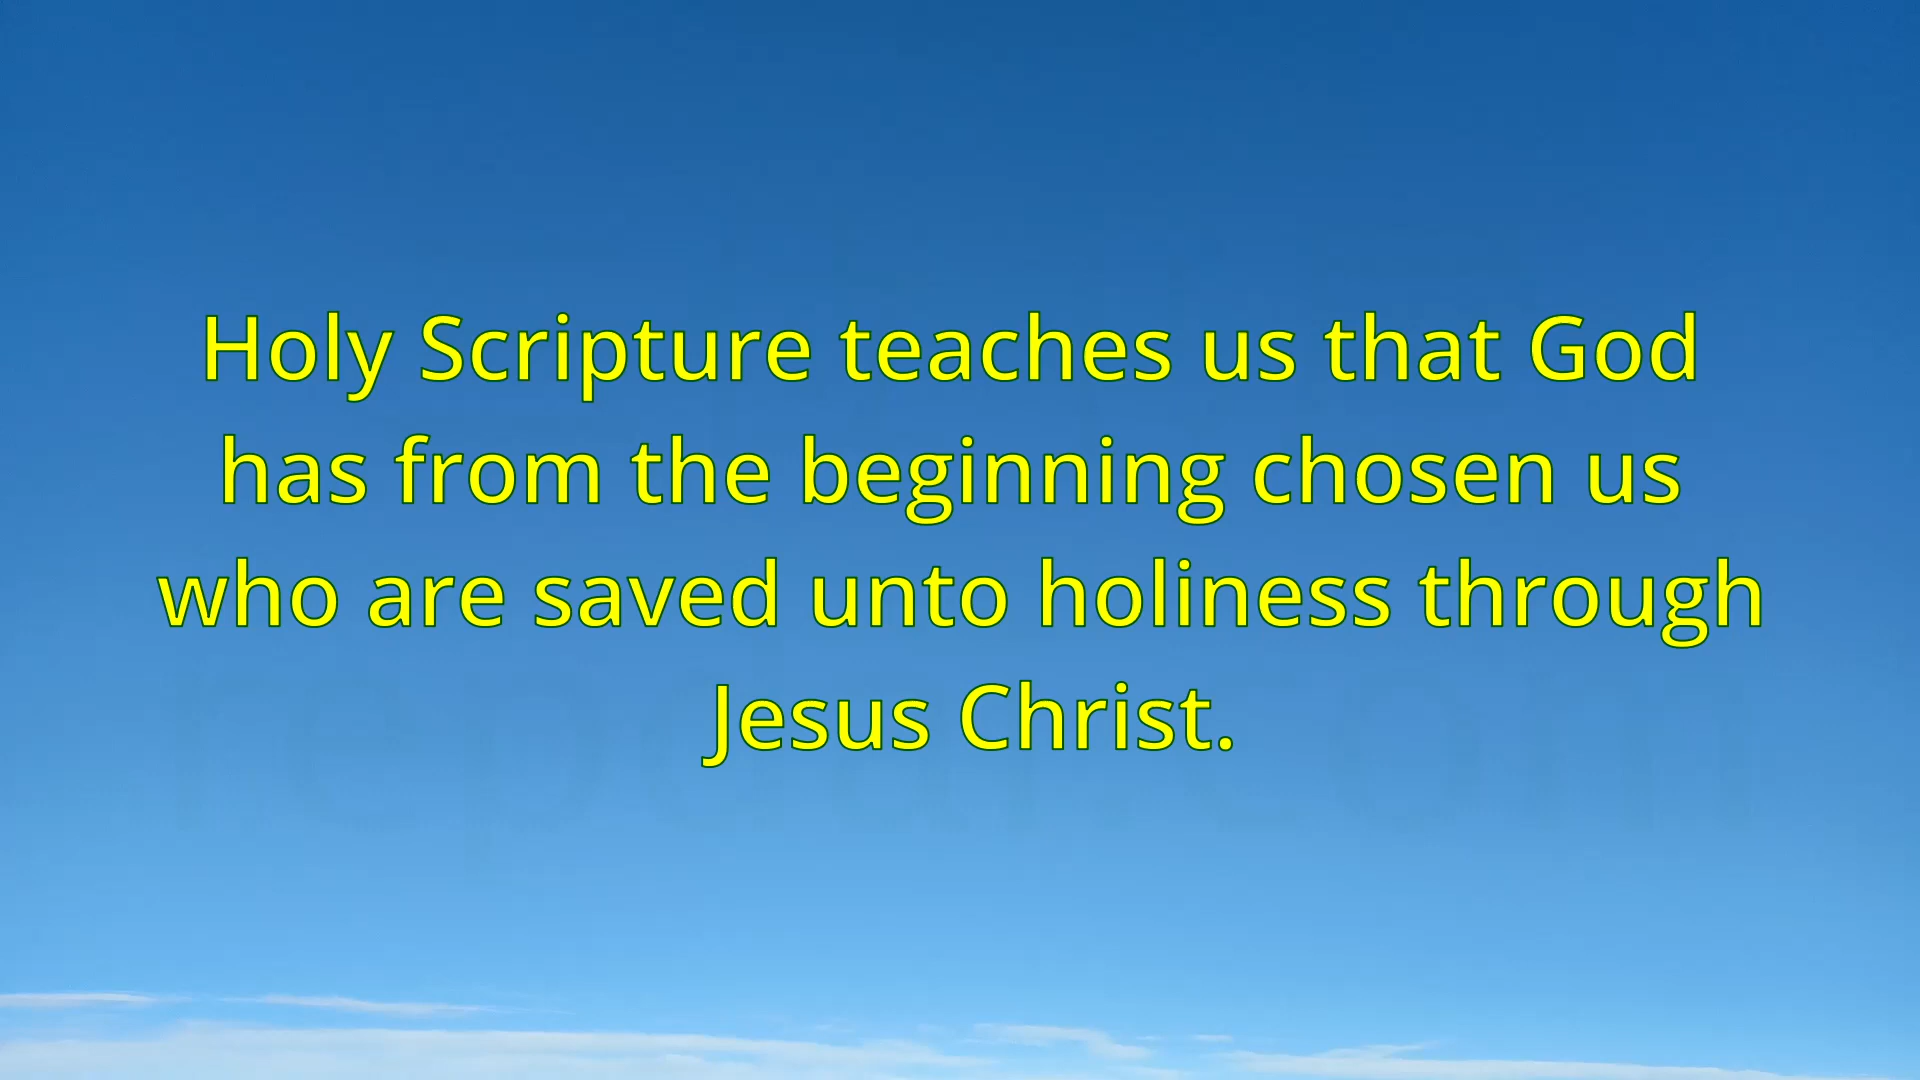 Holy Scripture teaches us that God
has from the beginning chosen us
who are saved unto holiness through
Jesus Christ.